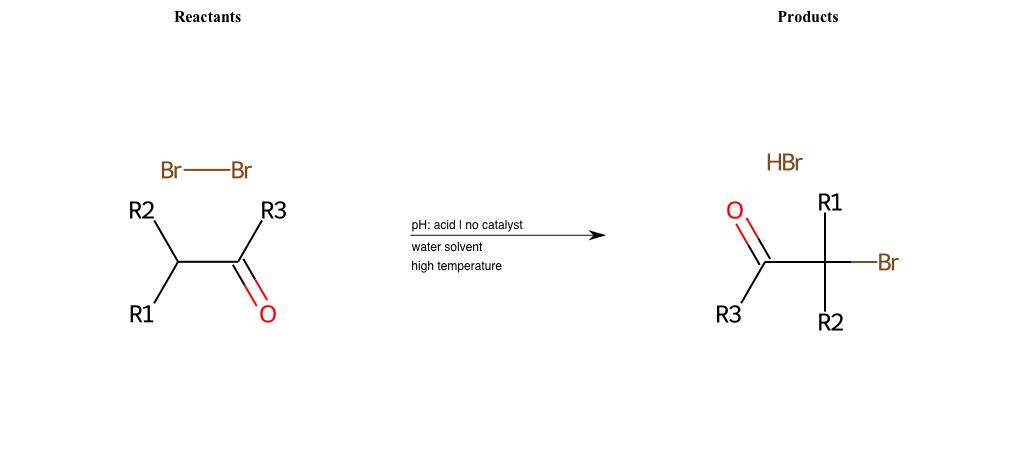 Reactants
Products
Br Br
R2 R3
R1 O
pH: acid | no catalyst
water solvent
high temperature
HBr
O R1
Br
R3 R2